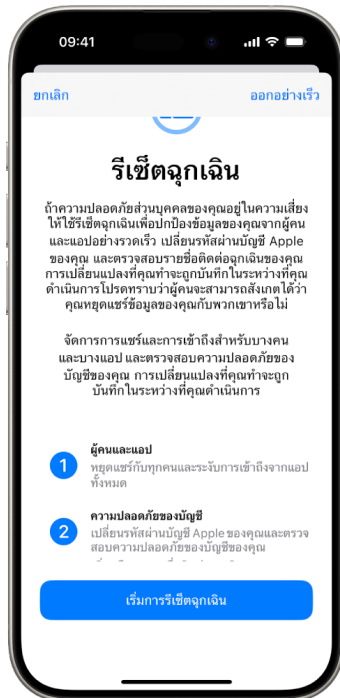 09:41
ยกเลิก
ออกอย่างเร็ว
รีเซ็ตฉุกเฉิน
ถ้าความปลอดภัยส่วนบุคคลของคุณอยู่ในความเสี่ยง
ให้ใช้รีเซ็ตฉุกเฉินเพื่อปกป้องข้อมูลของคุณจากผู้คน
และแอปอย่างรวดเร็ว เปลี่ยนรหัสผ่านบัญชี Apple
ของคุณ และตรวจสอบรายชื่อติดต่อฉุกเฉินของคุณ
การเปลี่ยนแปลงที่คุณทำจะถูกบันทึกในระหว่างที่คุณ
ดำเนินการโปรดทราบว่าผู้คนจะสามารถสังเกตได้ว่า
คุณหยุดแชร์ข้อมูลของคุณกับพวกเขาหรือไม่
จัดการการแชร์และการเข้าถึงสำหรับบางคน
และบางแอป และตรวจสอบความปลอดภัยของ
บัญชีของคุณ การเปลี่ยนแปลงที่คุณทำจะถูก
บันทึกในระหว่างที่คุณดำเนินการ
ผู้คนและแอป
1 หยุดแชร์กับทุกคนและระงับการเข้าถึงจากแอป
ทั้งหมด
ความปลอดภัยของบัญชี
2 เปลี่ยนรหัสผ่านบัญชี Apple ของคุณและตรวจ
สอบความปลอดภัยของบัญชีของคุณ
เริ่มการรีเซ็ตฉุกเฉิน